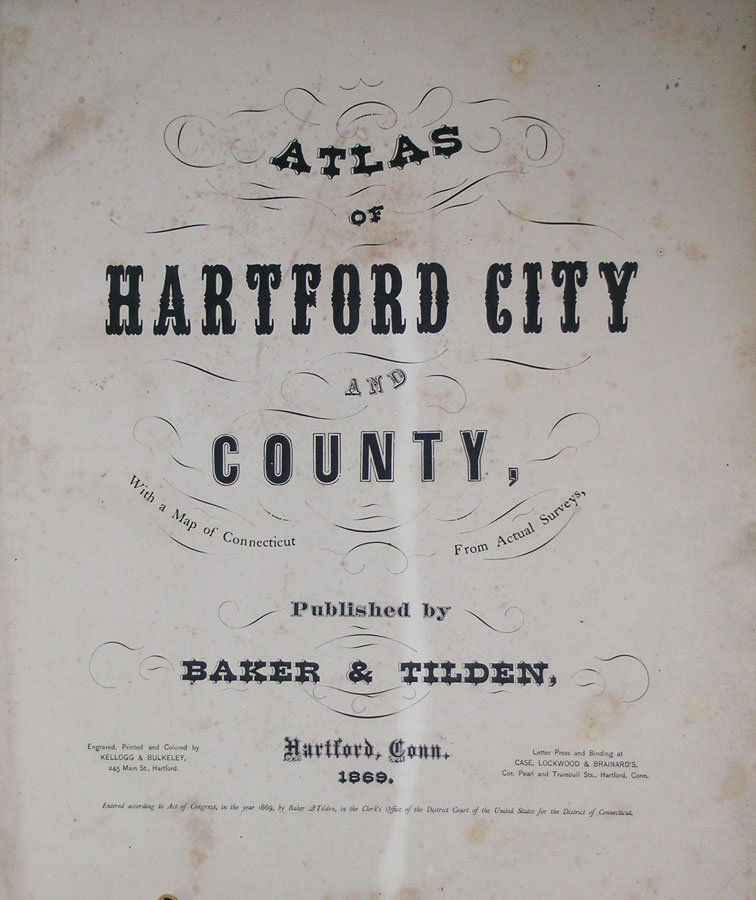 ATLAS
OF
HARTFORD CITY
AND
COUNTY,
With a Map of Connecticut
From Actual Surveys,
Published by
BAKER & TILDEN,
Hartford, Conn.
1869.
Engraved, Printed and Colored by
KELLOGG & BULKELEY,
245 Main St., Hartford.
Letter Press and Binding at
CASE, LOCKWOOD & BRAINARD'S,
Cor. Pearl and Trumbull Sts., Hartford, Conn.
Entered according to Act of Congress, in the year 1869, by Baker & Tilden, in the Clerk's Office of the District Court of the United States for the District of Connecticut.